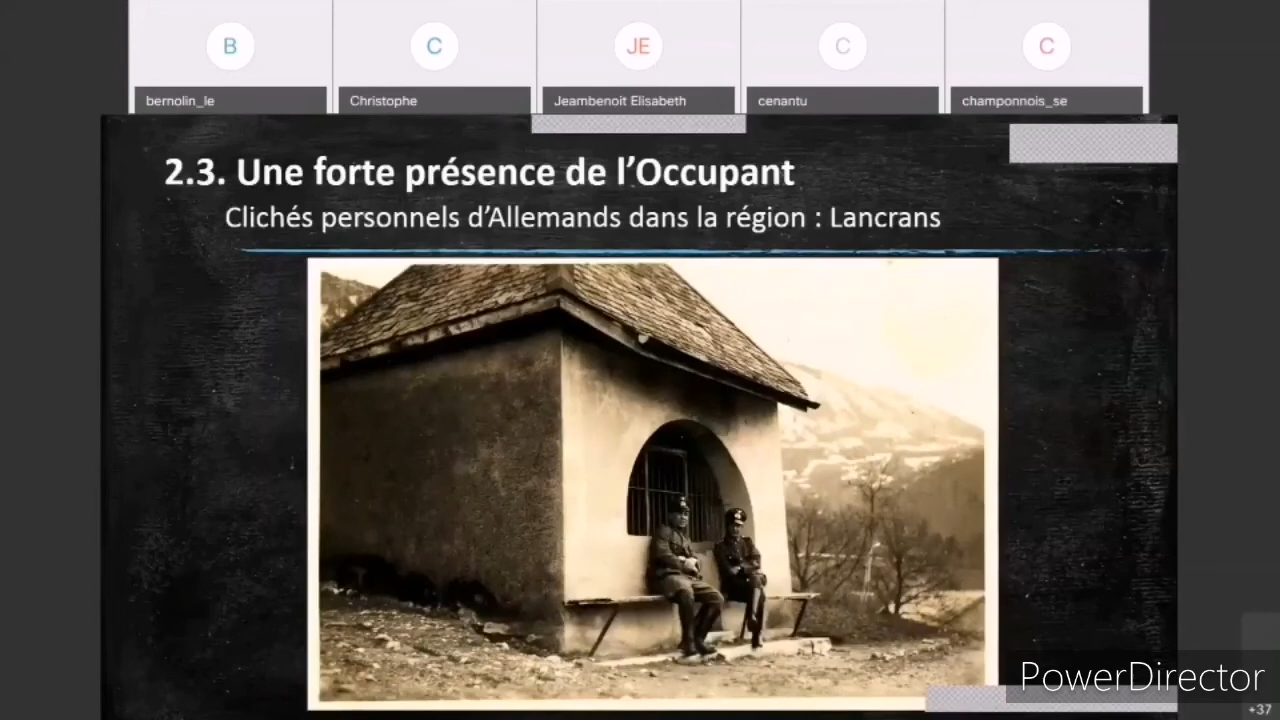 B
C
JE
C
C
bernolin_le
Christophe
Jeambenoit Elisabeth
cenantu
champonnois_se
2.3. Une forte présence de l’Occupant
Clichés personnels d’Allemands dans la région : Lancrans
PowerDirector
+37